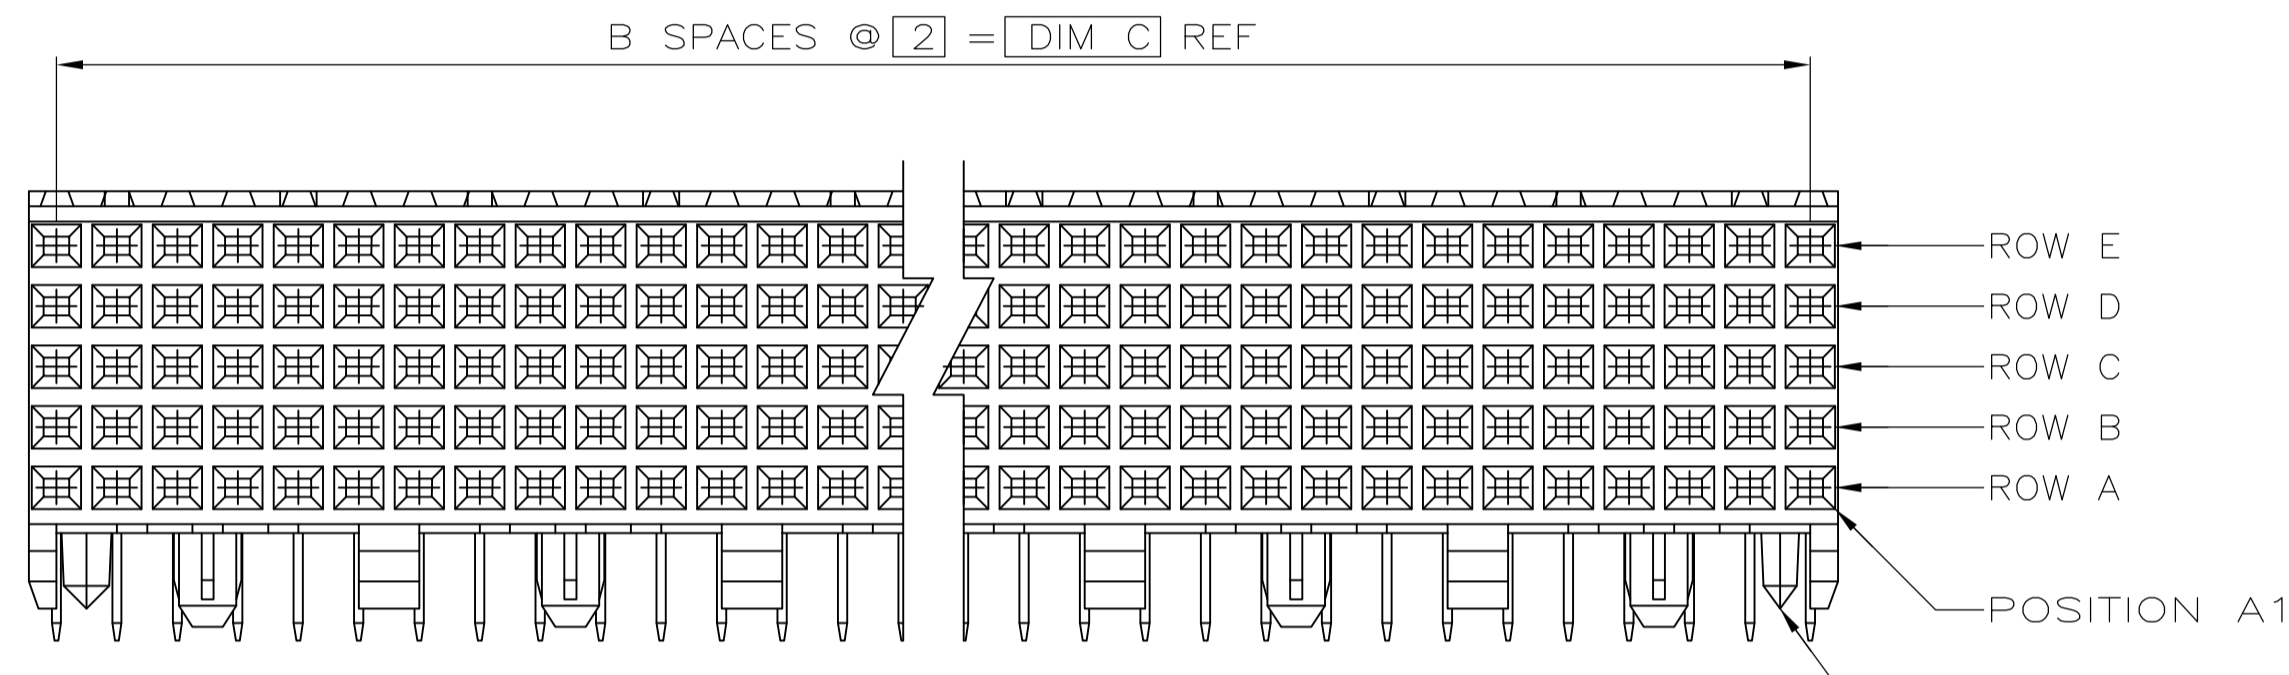 B SPACES @ 2 = DIM C REF
ROW E
ROW D
ROW C
ROW B
ROW A
POSITION A1